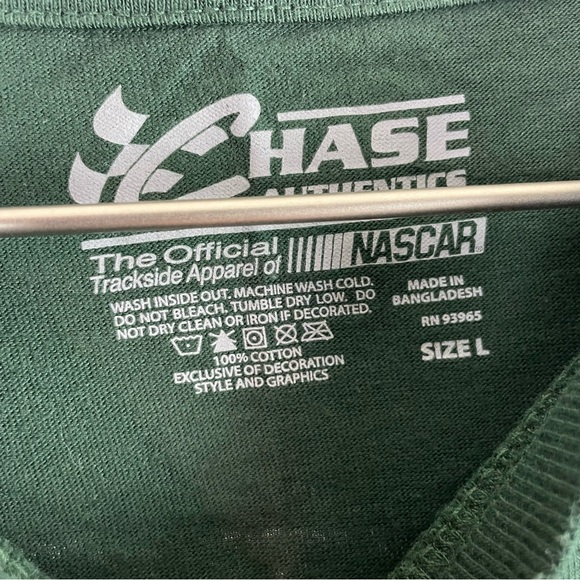 CHASE
AUTHENTICS
The Official
Trackside Apparel of NASCAR
WASH INSIDE OUT. MACHINE WASH COLD.
DO NOT BLEACH. TUMBLE DRY LOW. DO
NOT DRY CLEAN OR IRON IF DECORATED.
100% COTTON
EXCLUSIVE OF DECORATION
STYLE AND GRAPHICS
MADE IN
BANGLADESH
RN 93965
SIZE L